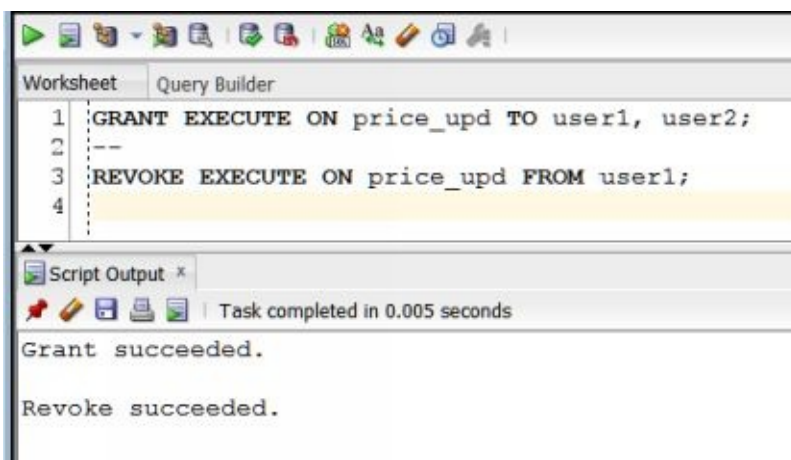 Worksheet Query Builder
1 GRANT EXECUTE ON price_upd TO user1, user2;
2 --
3 REVOKE EXECUTE ON price_upd FROM user1;
4
Script Output ×
Task completed in 0.005 seconds
Grant succeeded.
Revoke succeeded.